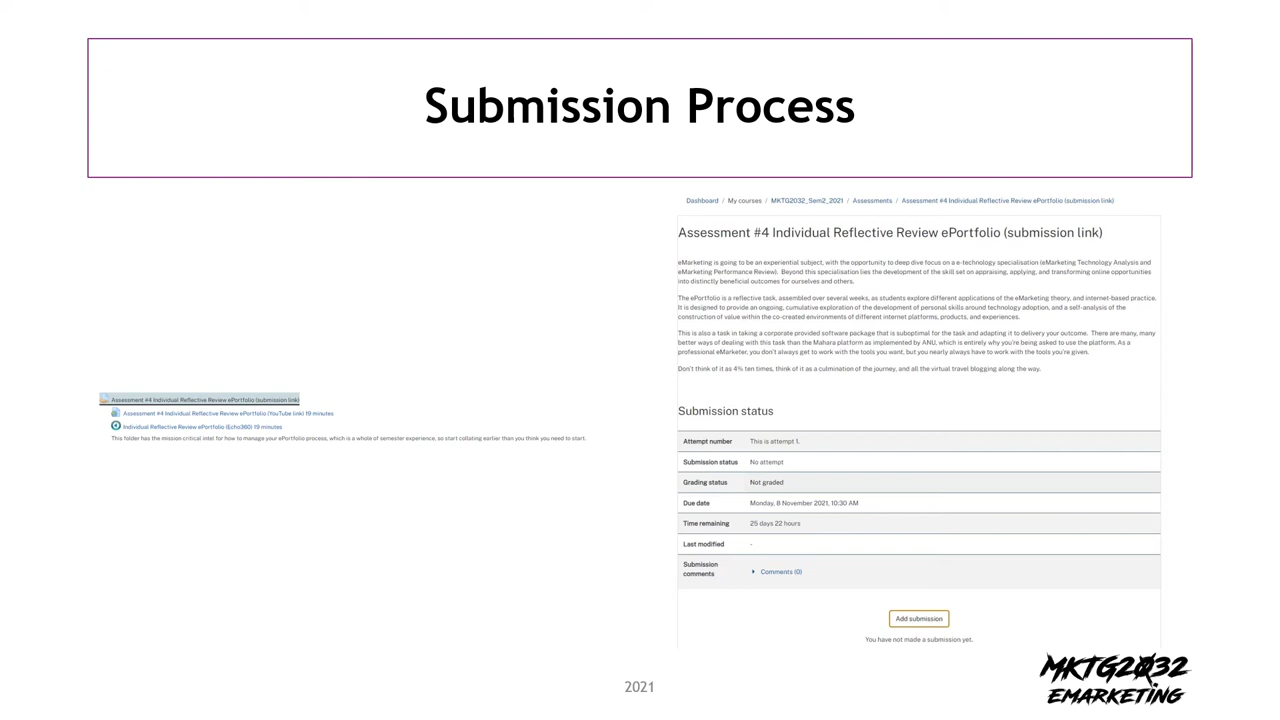 Submission Process
Assessment #4 Individual Reflective Review ePortfolio (submission link)
Assessment #4 Individual Reflective Review ePortfolio (YouTube link) 19 minutes
Individual Reflective Review ePortfolio (Echo360) 19 minutes
This folder has the mission critical intel for how to manage your ePortfolio process, which is a whole of semester experience, so start collating earlier than you think you need to start.
Dashboard / My courses / MKTG2032_Sem2_2021 / Assessments / Assessment #4 Individual Reflective Review ePortfolio (submission link)
Assessment #4 Individual Reflective Review ePortfolio (submission link)
eMarketing is going to be an experiential subject, with the opportunity to deep dive focus on a e-technology specialisation (eMarketing Technology Analysis and
eMarketing Performance Review). Beyond this specialisation lies the development of the skill set on appraising, applying, and transforming online opportunities
into distinctly beneficial outcomes for ourselves and others.
The ePortfolio is a reflective task, assembled over several weeks, as students explore different applications of the eMarketing theory, and internet-based practice.
It is designed to provide an ongoing, cumulative exploration of the development of personal skills around technology adoption, and a self-analysis of the
construction of value within the co-created environments of different internet platforms, products, and experiences.
This is also a task in taking a corporate provided software package that is suboptimal for the task and adapting it to delivery your outcome. There are many, many
better ways of dealing with this task than the Mahara platform as implemented by ANU, which is entirely why you're being asked to use the platform. As a
professional eMarketer, you don't always get to work with the tools you want, but you nearly always have to work with the tools you're given.
Don't think of it as 4% ten times, think of it as a culmination of the journey, and all the virtual travel blogging along the way.
Submission status
Attempt number This is attempt 1.
Submission status No attempt
Grading status Not graded
Due date Monday, 8 November 2021, 10:30 AM
Time remaining 25 days 22 hours
Last modified -
Submission
comments Comments (0)
Add submission
You have not made a submission yet.
2021
MKTG2032
EMARKETING